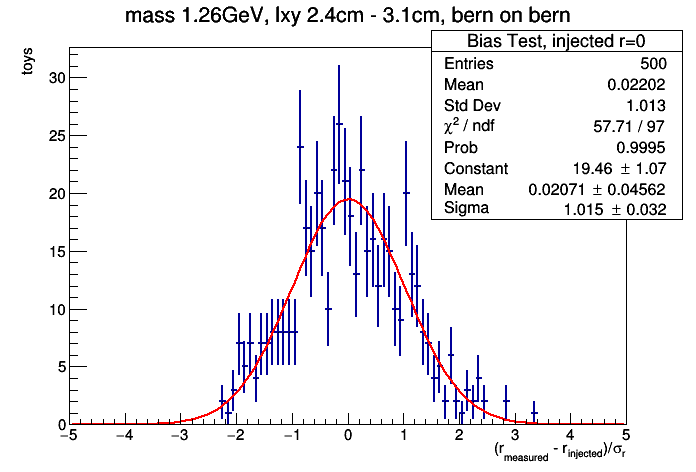 mass 1.26GeV, lxy 2.4cm - 3.1cm, bern on bern
toys
Bias Test, injected r=0
Entries 500
Mean 0.02202
Std Dev 1.013
χ² / ndf 57.71 / 97
Prob 0.9995
Constant 19.46 ± 1.07
Mean 0.02071 ± 0.04562
Sigma 1.015 ± 0.032
30
25
20
15
10
5
0
−5 −4 −3 −2 −1 0 1 2 3 4 5
(r_measured - r_injected)/σ_r